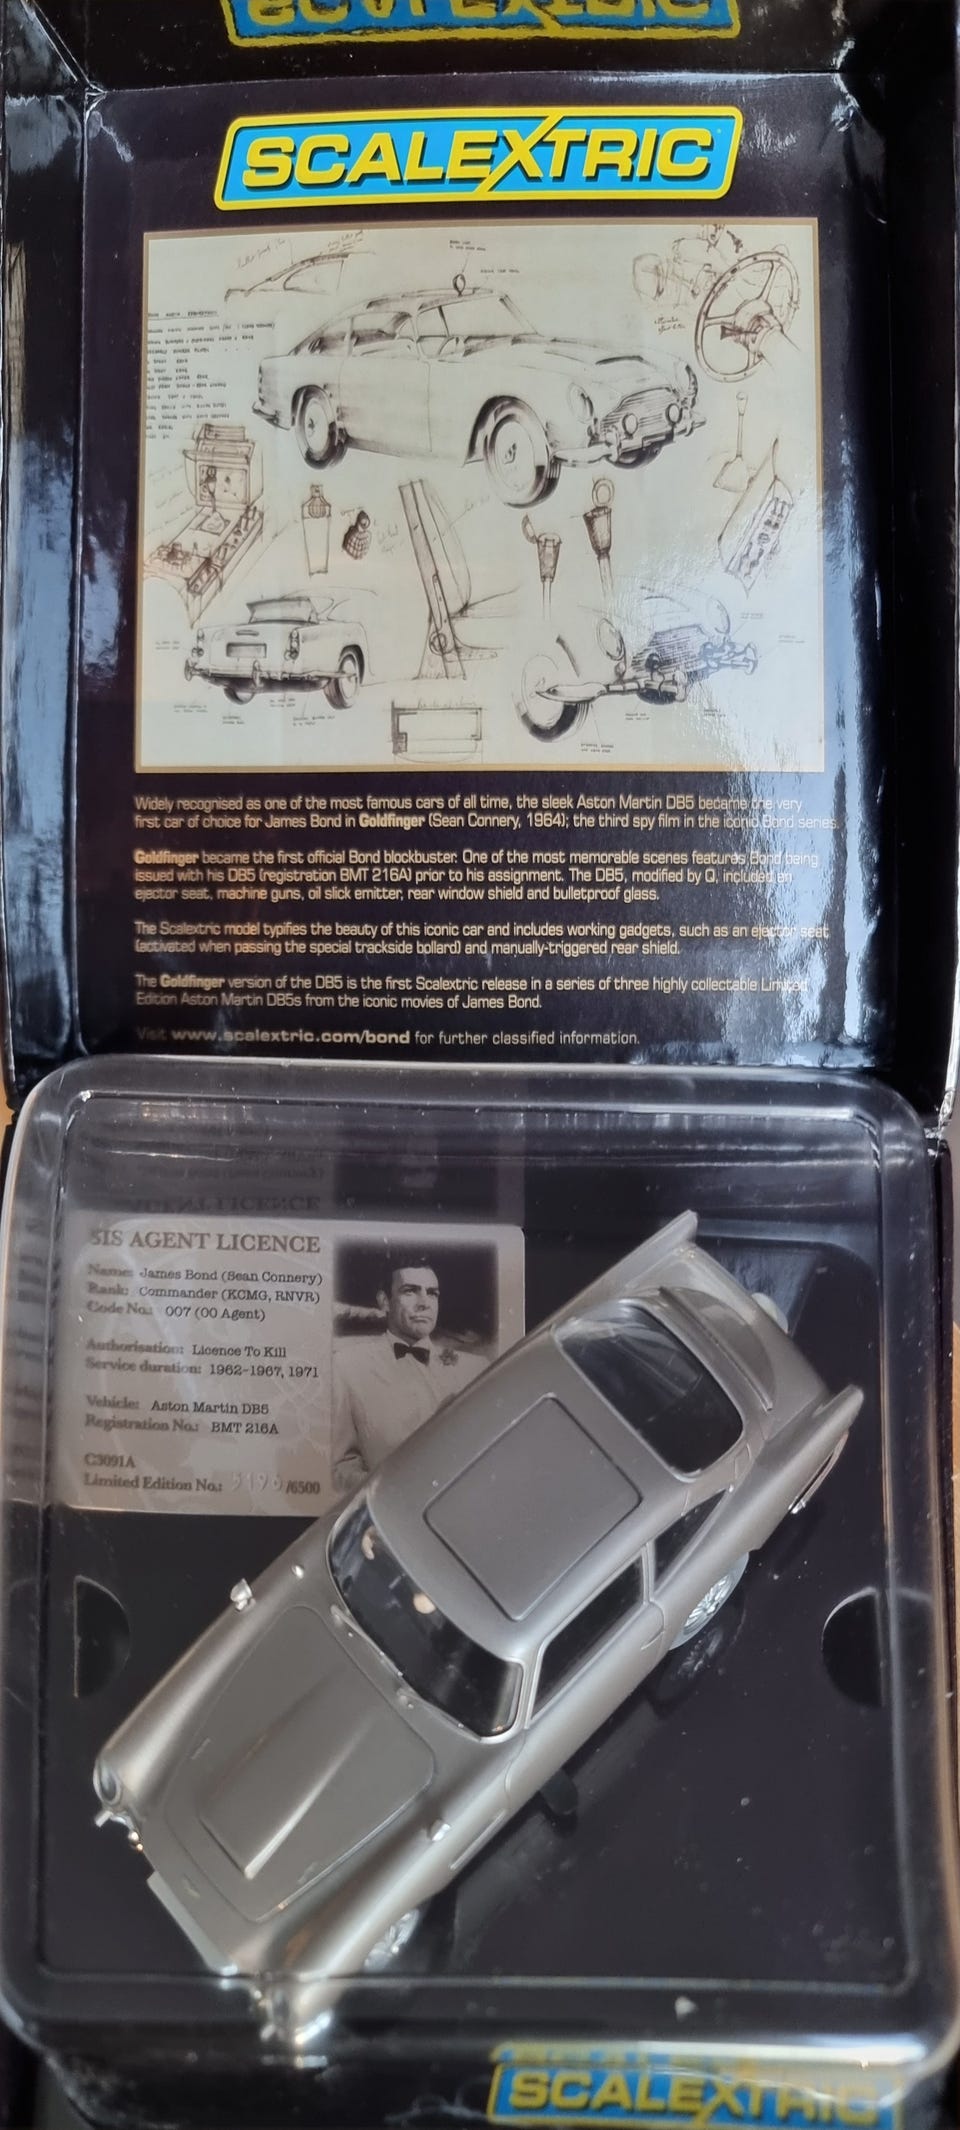 SCALEXTRIC
SCALEXTRIC
Widely recognised as one of the most famous cars of all time, the sleek Aston Martin DB5 became the very
first car of choice for James Bond in Goldfinger (Sean Connery, 1964); the third spy film in the iconic Bond series.
Goldfinger became the first official Bond blockbuster. One of the most memorable scenes features Bond being
issued with his DB5 (registration BMT 216A) prior to his assignment. The DB5, modified by Q, included an
ejector seat, machine guns, oil slick emitter, rear window shield and bulletproof glass.
The Scalextric model typifies the beauty of this iconic car and includes working gadgets, such as an ejector seat
(activated when passing the special trackside bollard) and manually-triggered rear shield.
The Goldfinger version of the DB5 is the first Scalextric release in a series of three highly collectable Limited
Edition Aston Martin DB5s from the iconic movies of James Bond.
Visit www.scalextric.com/bond for further classified information.
SIS AGENT LICENCE
Name: James Bond (Sean Connery)
Rank: Commander (KCMG, RNVR)
Code No.: 007 (00 Agent)
Authorisation: Licence To Kill
Service duration: 1962-1967, 1971
Vehicle: Aston Martin DB5
Registration No.: BMT 216A
C3091A
Limited Edition No.: /6500
SCALEXTRIC